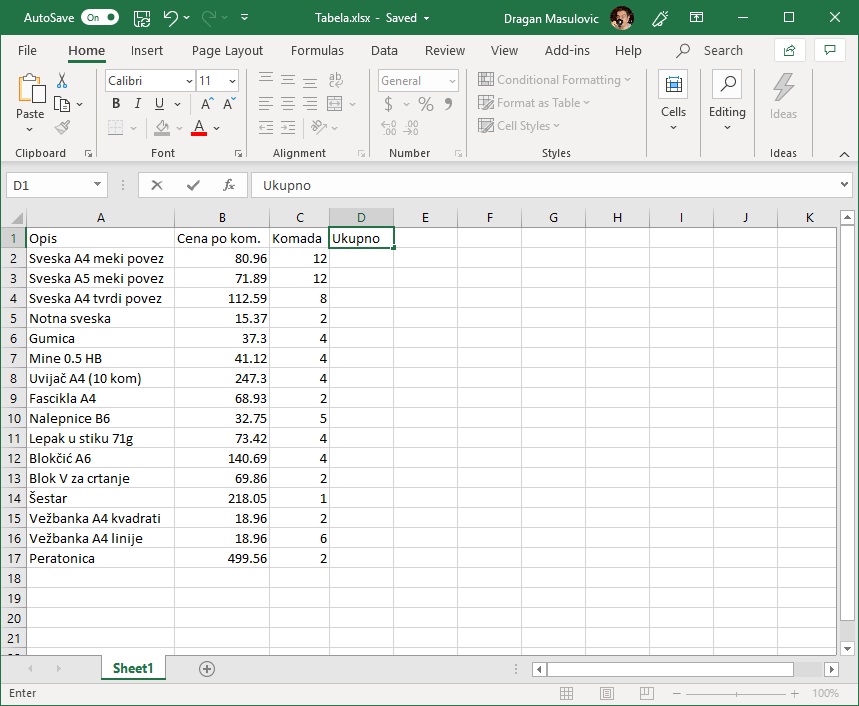 AutoSave On Tabela.xlsx - Saved Dragan Masulovic
File Home Insert Page Layout Formulas Data Review View Add-ins Help Search
Calibri 11 ab General Conditional Formatting
Paste B I U A A $ % Format as Table Cells Editing Ideas
A Cell Styles
Clipboard Font Alignment Number Styles Ideas
D1 fx Ukupno
A B C D E F G H I J K
1 Opis Cena po kom. Komada Ukupno
2 Sveska A4 meki povez 80.96 12
3 Sveska A5 meki povez 71.89 12
4 Sveska A4 tvrdi povez 112.59 8
5 Notna sveska 15.37 2
6 Gumica 37.3 4
7 Mine 0.5 HB 41.12 4
8 Uvijač A4 (10 kom) 247.3 4
9 Fascikla A4 68.93 2
10 Nalepnice B6 32.75 5
11 Lepak u stiku 71g 73.42 4
12 Blokčić A6 140.69 4
13 Blok V za crtanje 69.86 2
14 Šestar 218.05 1
15 Vežbanka A4 kvadrati 18.96 2
16 Vežbanka A4 linije 18.96 6
17 Peratonica 499.56 2
18
19
20
21
Sheet1
Enter 100%